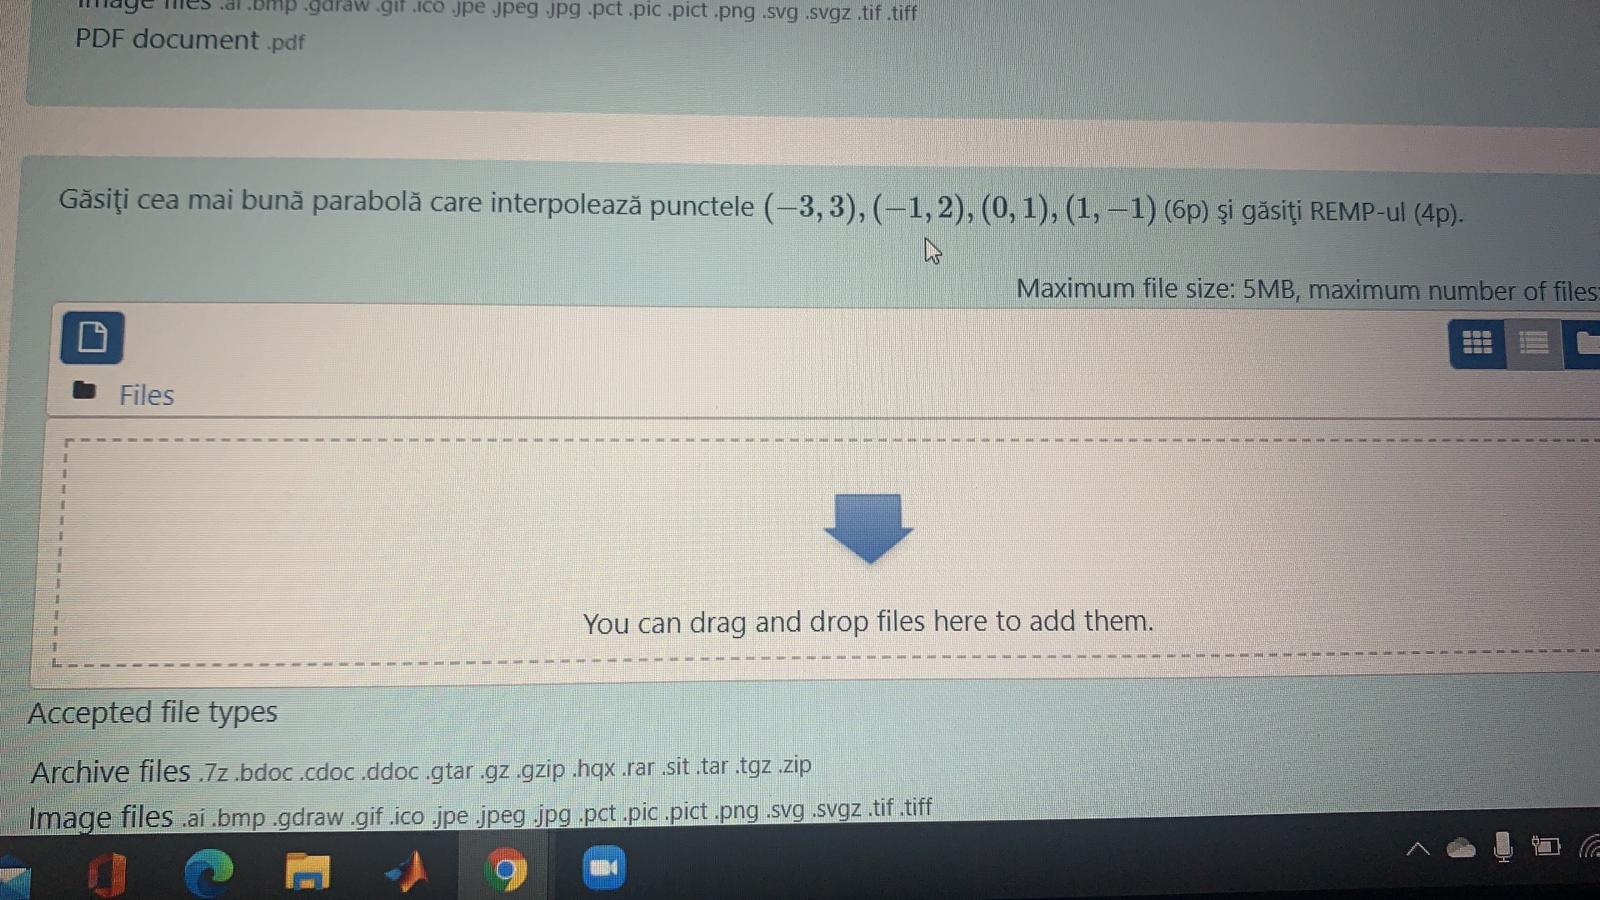 Image files .ai .bmp .gdraw .gif .ico .jpe .jpeg .jpg .pct .pic .pict .png .svg .svgz .tif .tiff
PDF document .pdf
Găsiţi cea mai bună parabolă care interpolează punctele (−3, 3), (−1, 2), (0, 1), (1, −1) (6p) şi găsiţi REMP-ul (4p).
Maximum file size: 5MB, maximum number of files:
Files
You can drag and drop files here to add them.
Accepted file types
Archive files .7z .bdoc .cdoc .ddoc .gtar .gz .gzip .hqx .rar .sit .tar .tgz .zip
Image files .ai .bmp .gdraw .gif .ico .jpe .jpeg .jpg .pct .pic .pict .png .svg .svgz .tif .tiff